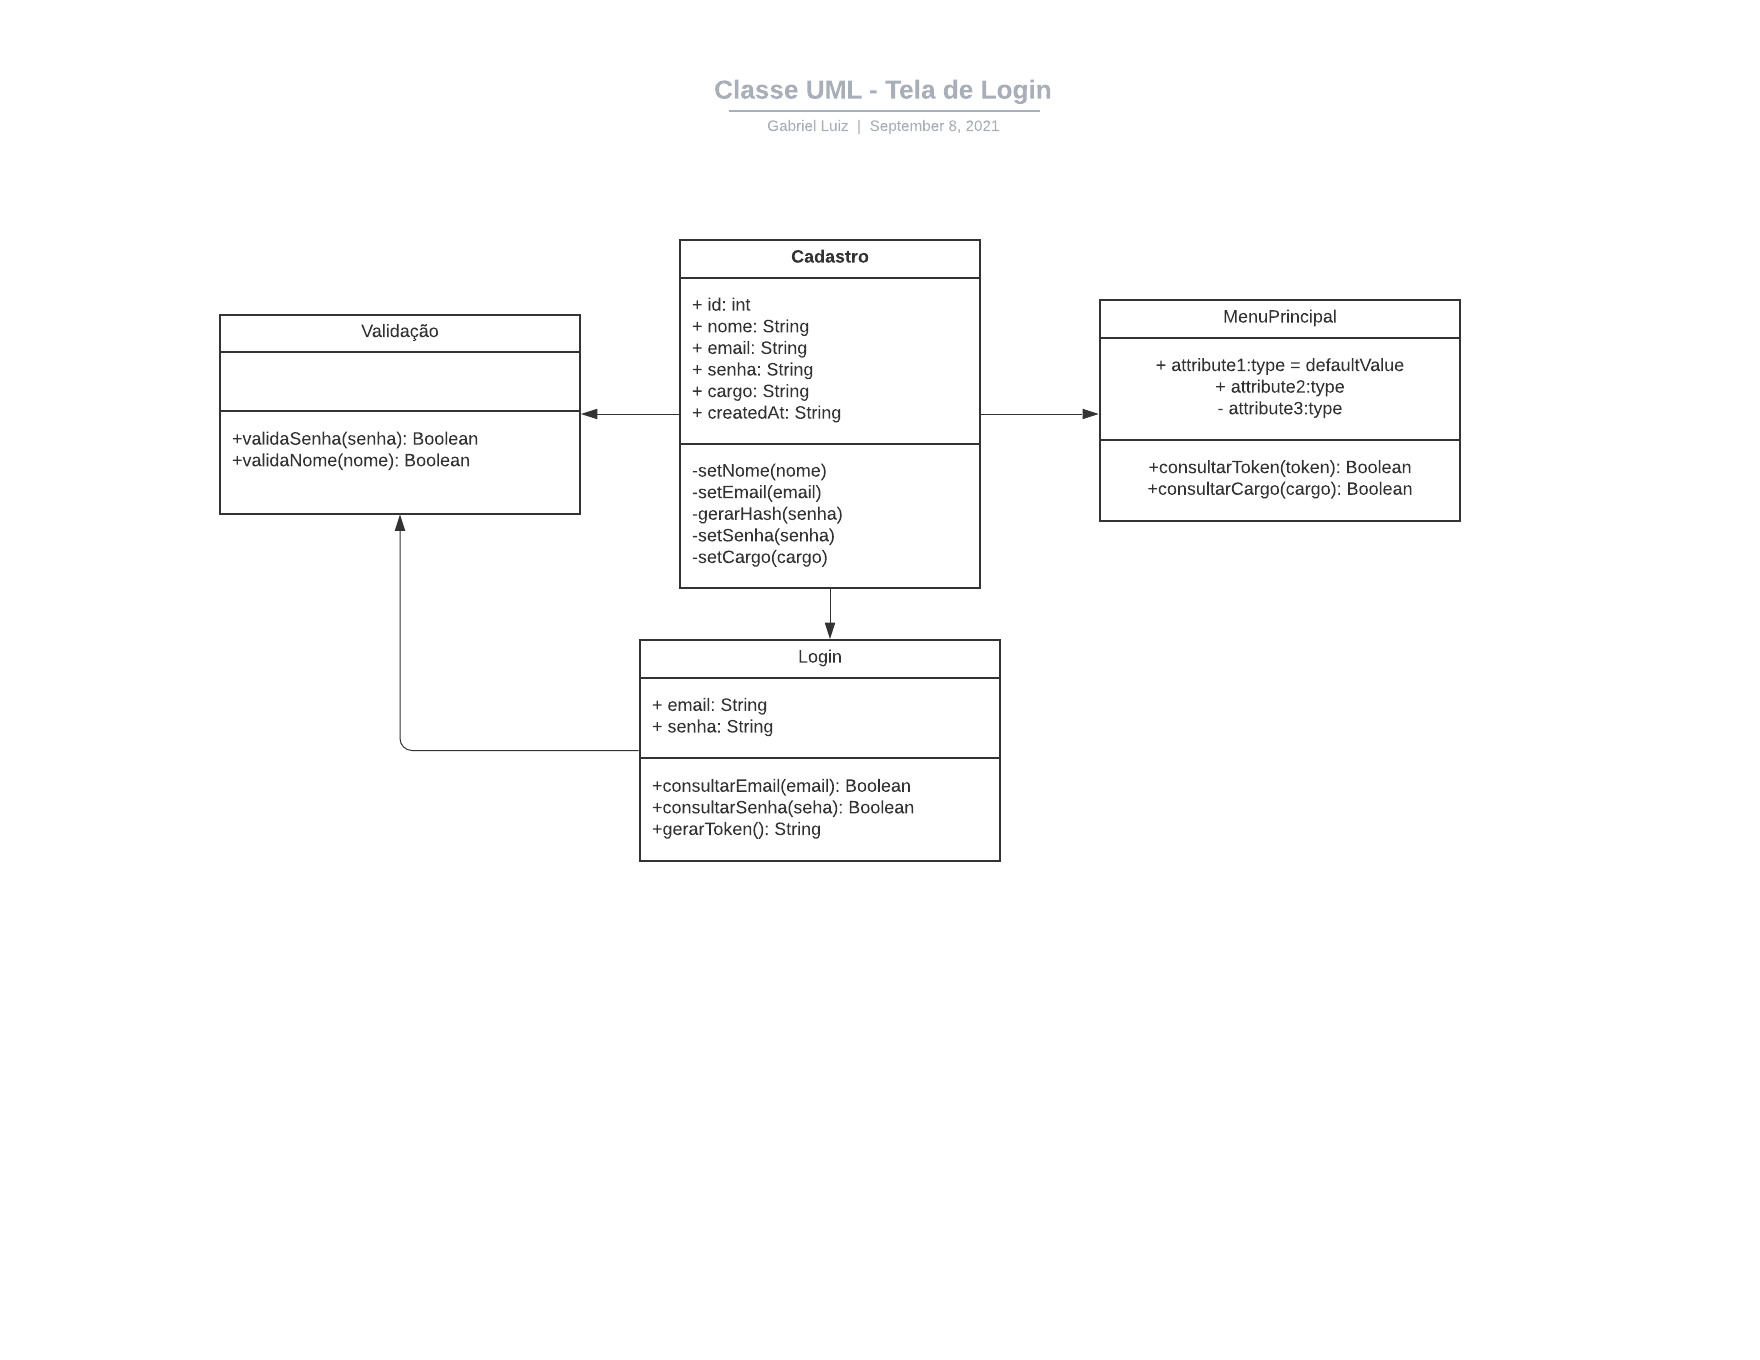 Classe UML - Tela de Login
Gabriel Luiz | September 8, 2021
Cadastro
+ id: int
+ nome: String
+ email: String
+ senha: String
+ cargo: String
+ createdAt: String
-setNome(nome)
-setEmail(email)
-gerarHash(senha)
-setSenha(senha)
-setCargo(cargo)
Validação
+validaSenha(senha): Boolean
+validaNome(nome): Boolean
MenuPrincipal
+ attribute1:type = defaultValue
+ attribute2:type
- attribute3:type
+consultarToken(token): Boolean
+consultarCargo(cargo): Boolean
Login
+ email: String
+ senha: String
+consultarEmail(email): Boolean
+consultarSenha(seha): Boolean
+gerarToken(): String